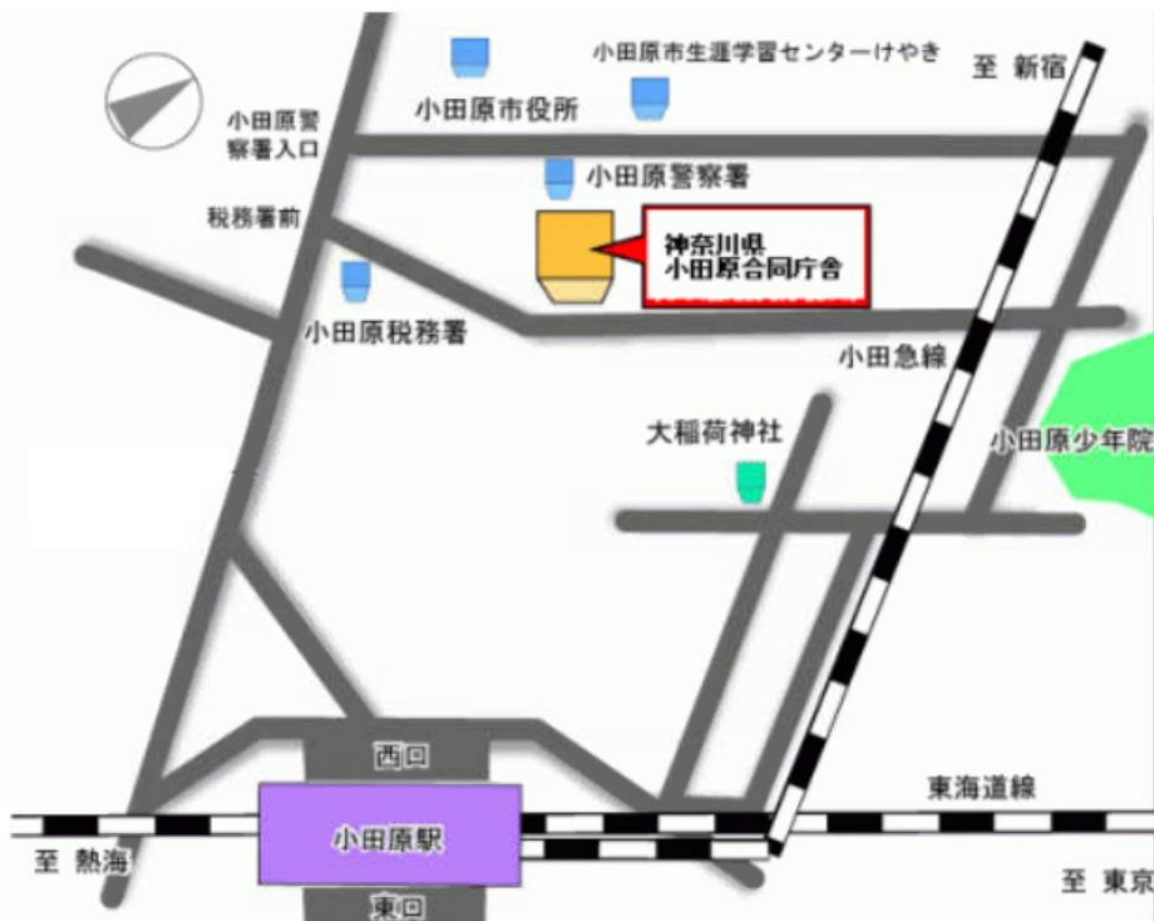 小田原市生涯学習センターけやき
至 新宿
小田原市役所
小田原警
察署入口
小田原警察署
税務署前
神奈川県
小田原合同庁舎
小田原税務署
小田急線
大稲荷神社
小田原少年院
西口
東海道線
小田原駅
至 熱海
至 東京
東口